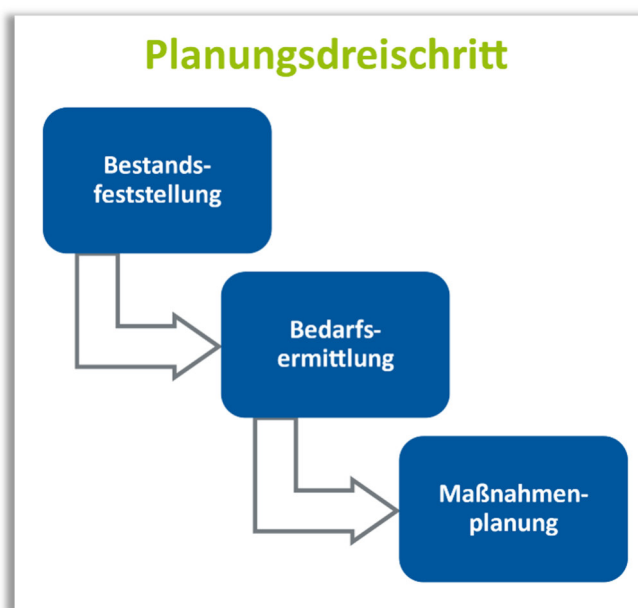 Planungsdreischritt
Bestands-
feststellung
Bedarfs-
ermittlung
Maßnahmen-
planung